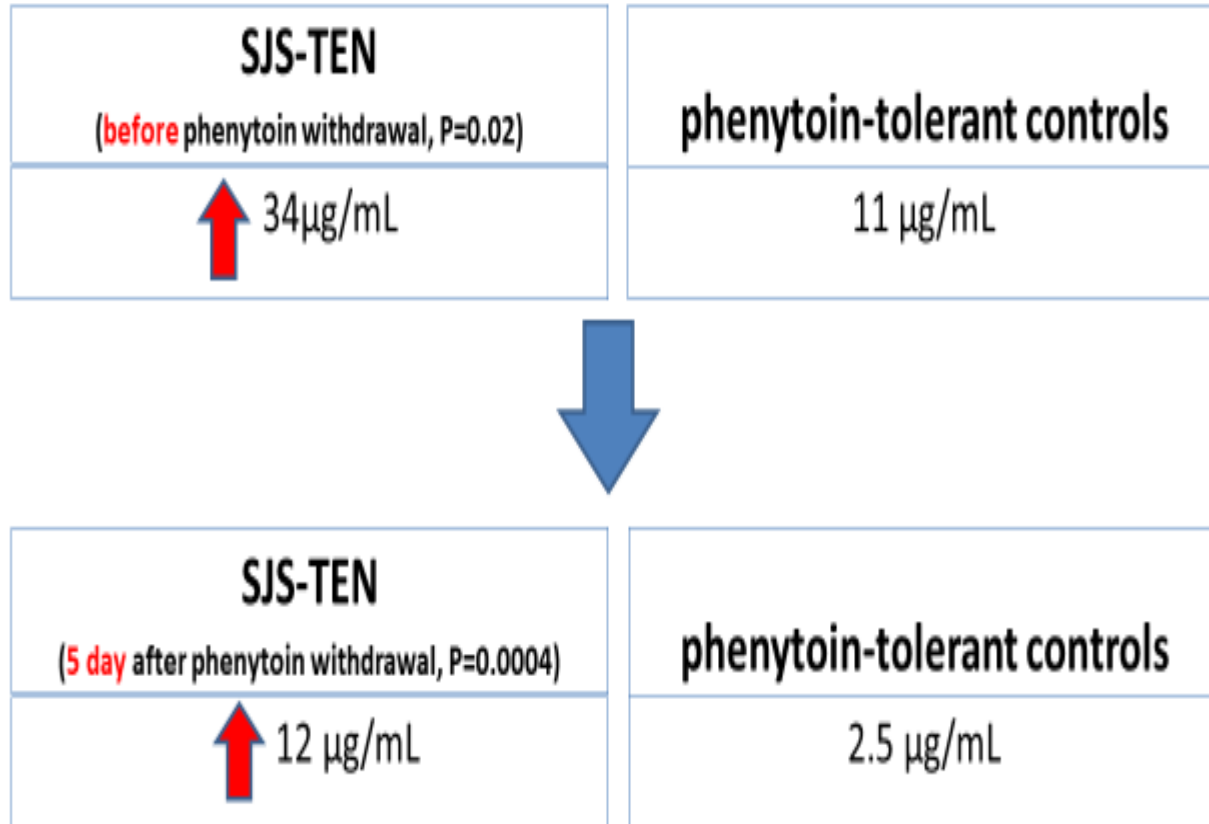 SJS-TEN
(before phenytoin withdrawal, P=0.02)
phenytoin-tolerant controls
34μg/mL
11 μg/mL
SJS-TEN
(5 day after phenytoin withdrawal, P=0.0004)
phenytoin-tolerant controls
12 μg/mL
2.5 μg/mL